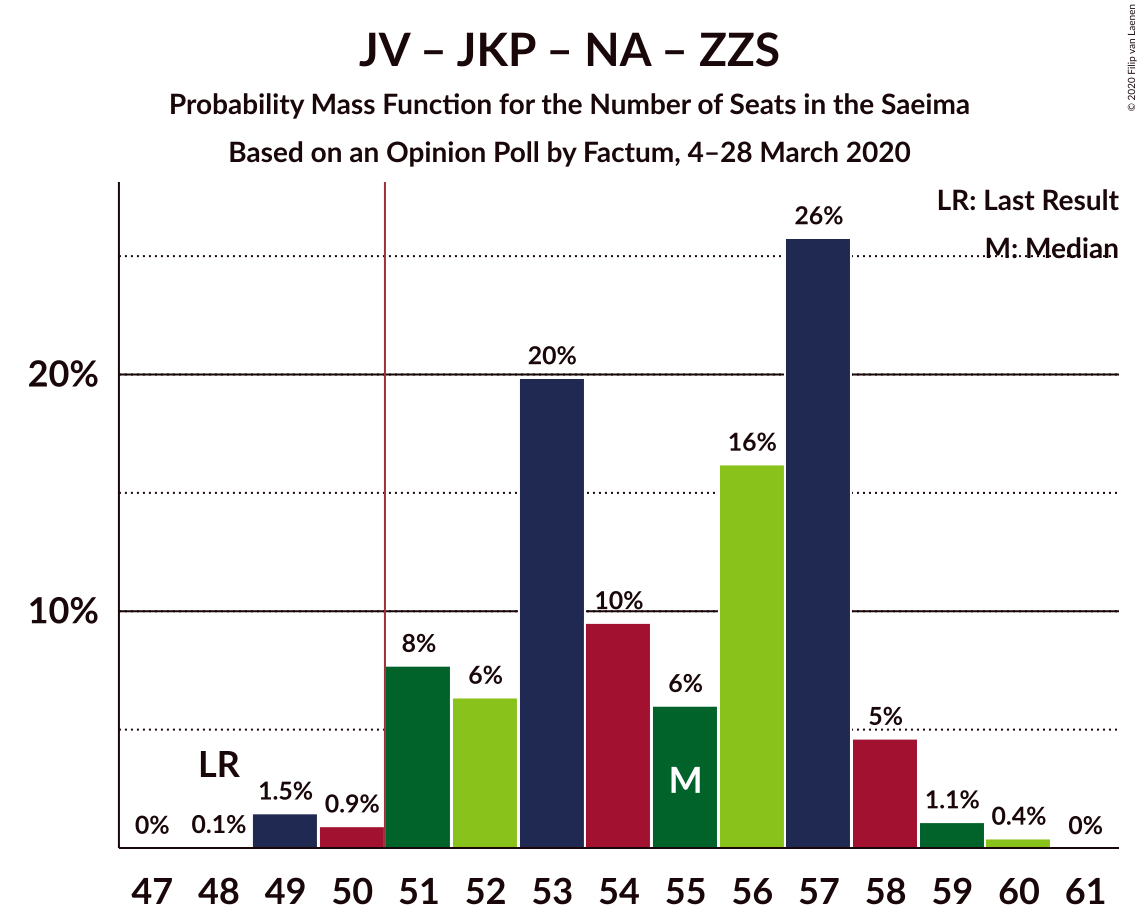 JV – JKP – NA – ZZS
Probability Mass Function for the Number of Seats in the Saeima
Based on an Opinion Poll by Factum, 4–28 March 2020
© 2020 Filip van Laenen
LR: Last Result
M: Median
26%
20%
20%
16%
10%
10%
8%
6%
6%
5%
LR
M
1.5%
0.9%
1.1%
0.4%
0%
0.1%
0%
47 48 49 50 51 52 53 54 55 56 57 58 59 60 61